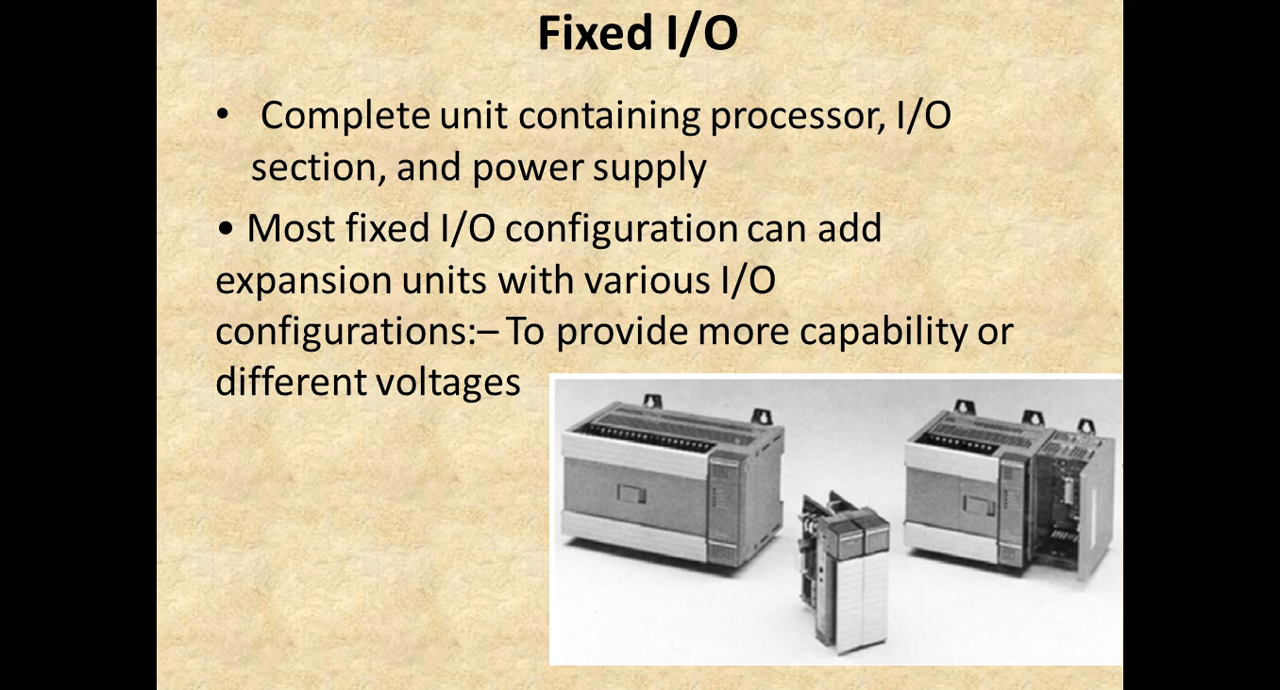 Fixed I/O
• Complete unit containing processor, I/O
section, and power supply
• Most fixed I/O configuration can add
expansion units with various I/O
configurations:– To provide more capability or
different voltages